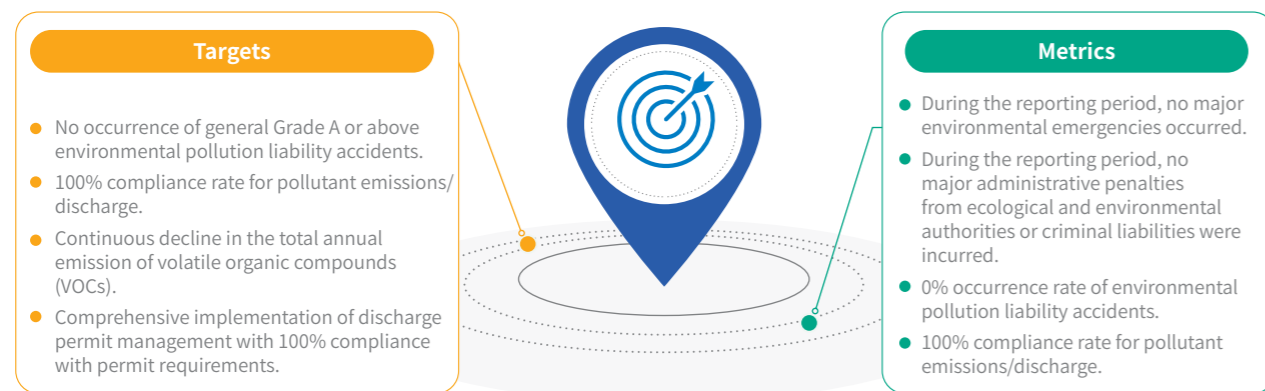 Targets
No occurrence of general Grade A or above
environmental pollution liability accidents.
100% compliance rate for pollutant emissions/
discharge.
Continuous decline in the total annual
emission of volatile organic compounds
(VOCs).
Comprehensive implementation of discharge
permit management with 100% compliance
with permit requirements.
Metrics
During the reporting period, no major
environmental emergencies occurred.
During the reporting period, no
major administrative penalties
from ecological and environmental
authorities or criminal liabilities were
incurred.
0% occurrence rate of environmental
pollution liability accidents.
100% compliance rate for pollutant
emissions/discharge.